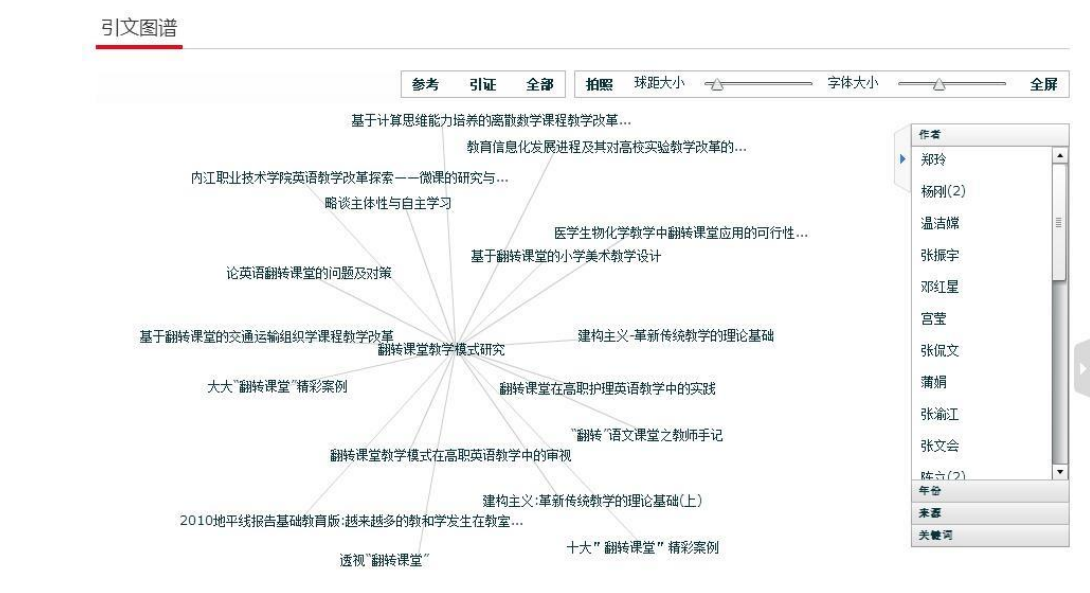 引文图谱
参考 引证 全部 拍照 球距大小 字体大小 全屏
基于计算思维能力培养的离散数学课程教学改革...
教育信息化发展进程及其对高校实验教学改革的...
内江职业技术学院英语教学改革探索——微课的研究与...
略谈主体性与自主学习
医学生物化学教学中翻转课堂应用的可行性...
基于翻转课堂的小学美术教学设计
论英语翻转课堂的问题及对策
基于翻转课堂的交通运输组织学课程教学改革
建构主义-革新传统教学的理论基础
翻转课堂教学模式研究
大大“翻转课堂”精彩案例
翻转课堂在高职护理英语教学中的实践
“翻转”语文课堂之教师手记
翻转课堂教学模式在高职英语教学中的审视
建构主义:革新传统教学的理论基础(上)
2010地平线报告基础教育版:越来越多的教和学发生在教室...
十大”翻转课堂”精彩案例
透视“翻转课堂”
作者
郑玲
杨刚(2)
温洁嫦
张振宇
邓红星
宫莹
张侃文
蒲娟
张渝江
张文会
陈立(2)
年份
来源
关键词